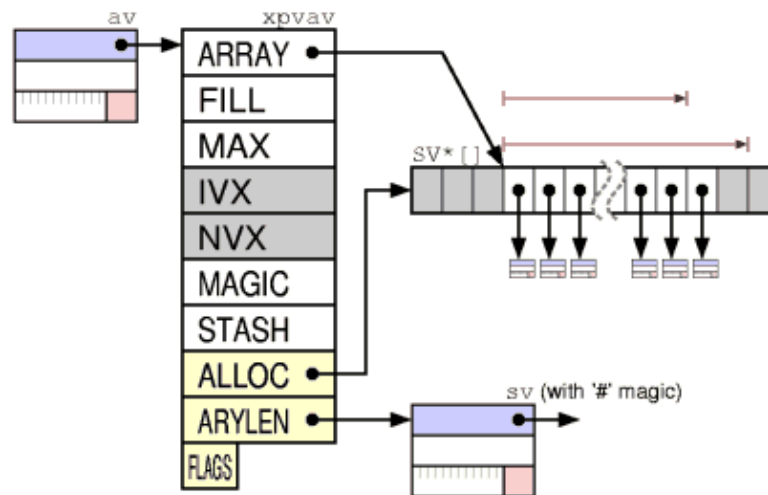 av
xpvav
ARRAY
FILL
MAX
IVX
NVX
MAGIC
STASH
ALLOC
ARYLEN
FLAGS
SV*[]
sv (with '#' magic)